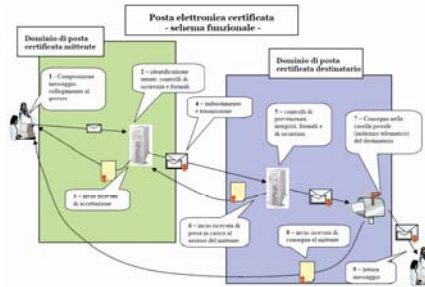 Posta elettronica certificata
- schema funzionale -
Dominio di posta
certificata mittente
Dominio di posta
certificata destinatario
1 - Composizione
messaggio,
collegamento al
server
2 - identificazione
utente, controlli di
sicurezza e formali
4 - imbustamento
e trasmissione
5 - controlli di
provenienza,
integrità, formali e
di sicurezza
7 - Consegna nella
casella postale
(indirizzo telematico)
del destinatario
3 - invio ricevuta
di accettazione
6 - invio ricevuta di
presa in carico al
server del mittente
8 - invio ricevuta di
consegna al mittente
9 - lettura
messaggio